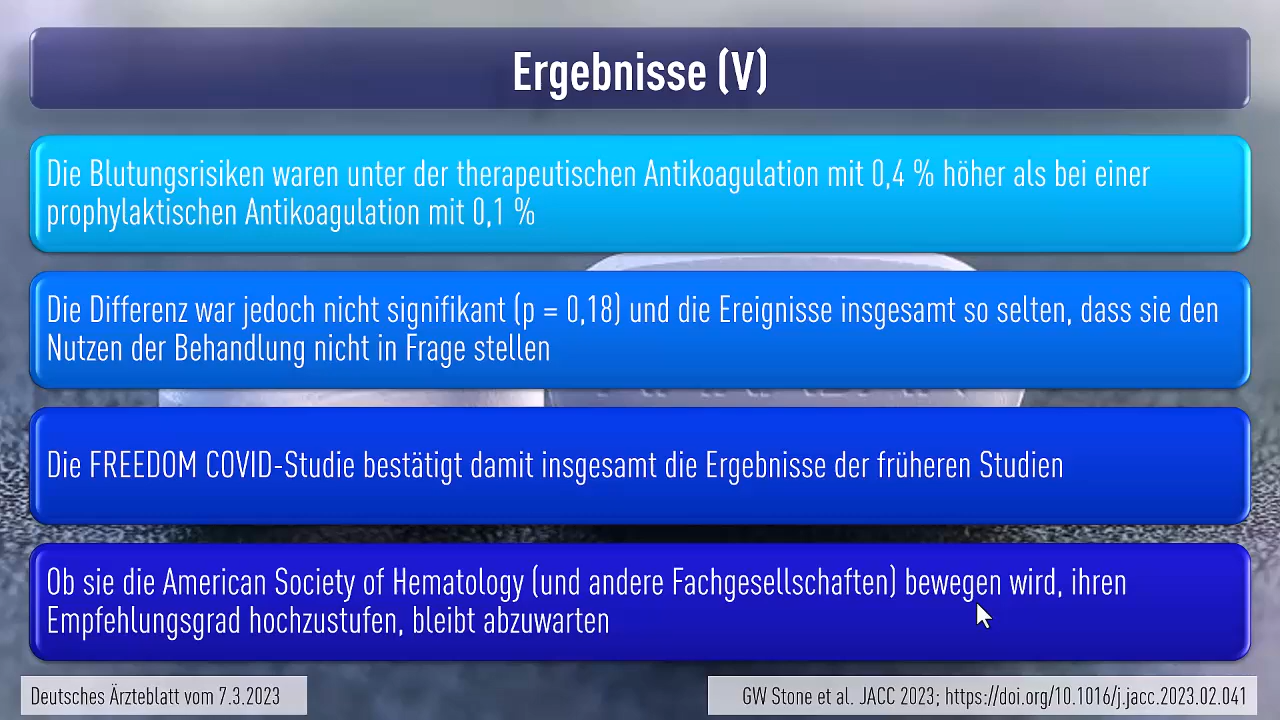 Ergebnisse (V)
Die Blutungsrisiken waren unter der therapeutischen Antikoagulation mit 0,4 % höher als bei einer
prophylaktischen Antikoagulation mit 0,1 %
Die Differenz war jedoch nicht signifikant (p = 0,18) und die Ereignisse insgesamt so selten, dass sie den
Nutzen der Behandlung nicht in Frage stellen
Die FREEDOM COVID-Studie bestätigt damit insgesamt die Ergebnisse der früheren Studien
Ob sie die American Society of Hematology (und andere Fachgesellschaften) bewegen wird, ihren
Empfehlungsgrad hochzustufen, bleibt abzuwarten
Deutsches Ärzteblatt vom 7.3.2023
GW Stone et al. JACC 2023; https://doi.org/10.1016/j.jacc.2023.02.041